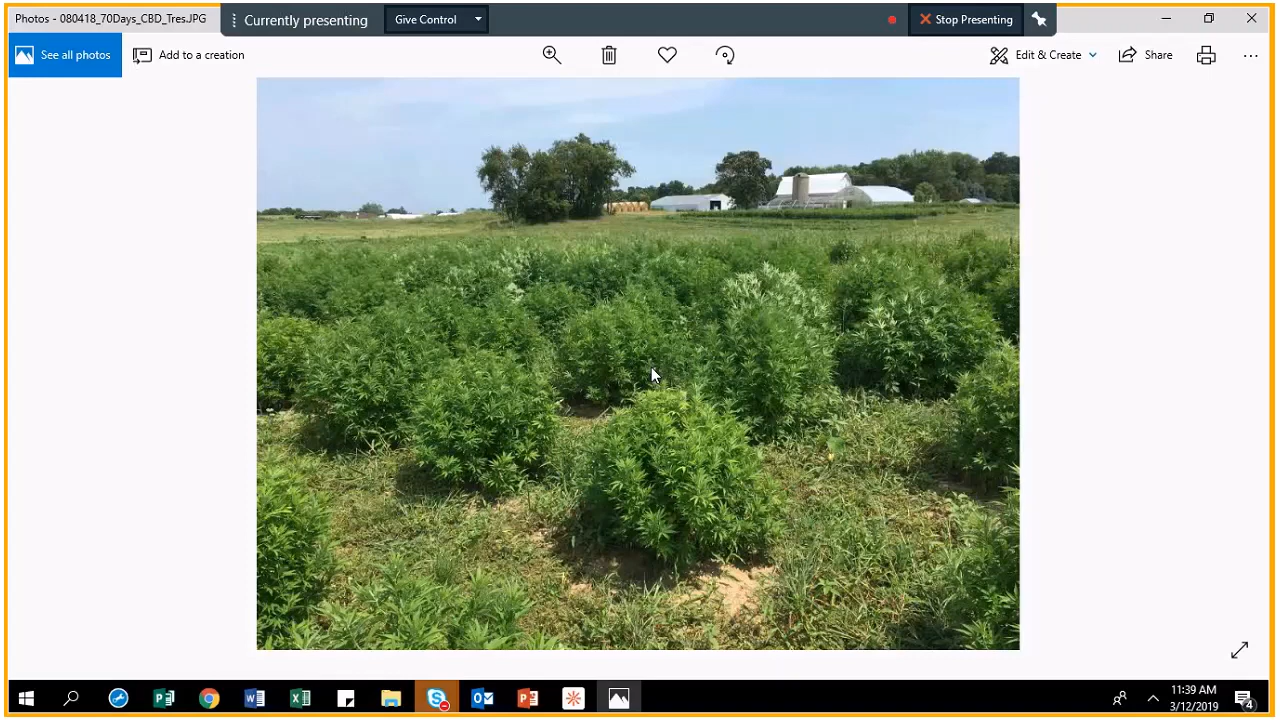 Photos - 080418_70Days_CBD_Tres.JPG
Currently presenting
Give Control
Stop Presenting
See all photos
Add to a creation
Edit & Create
Share
11:39 AM
3/12/2019
4